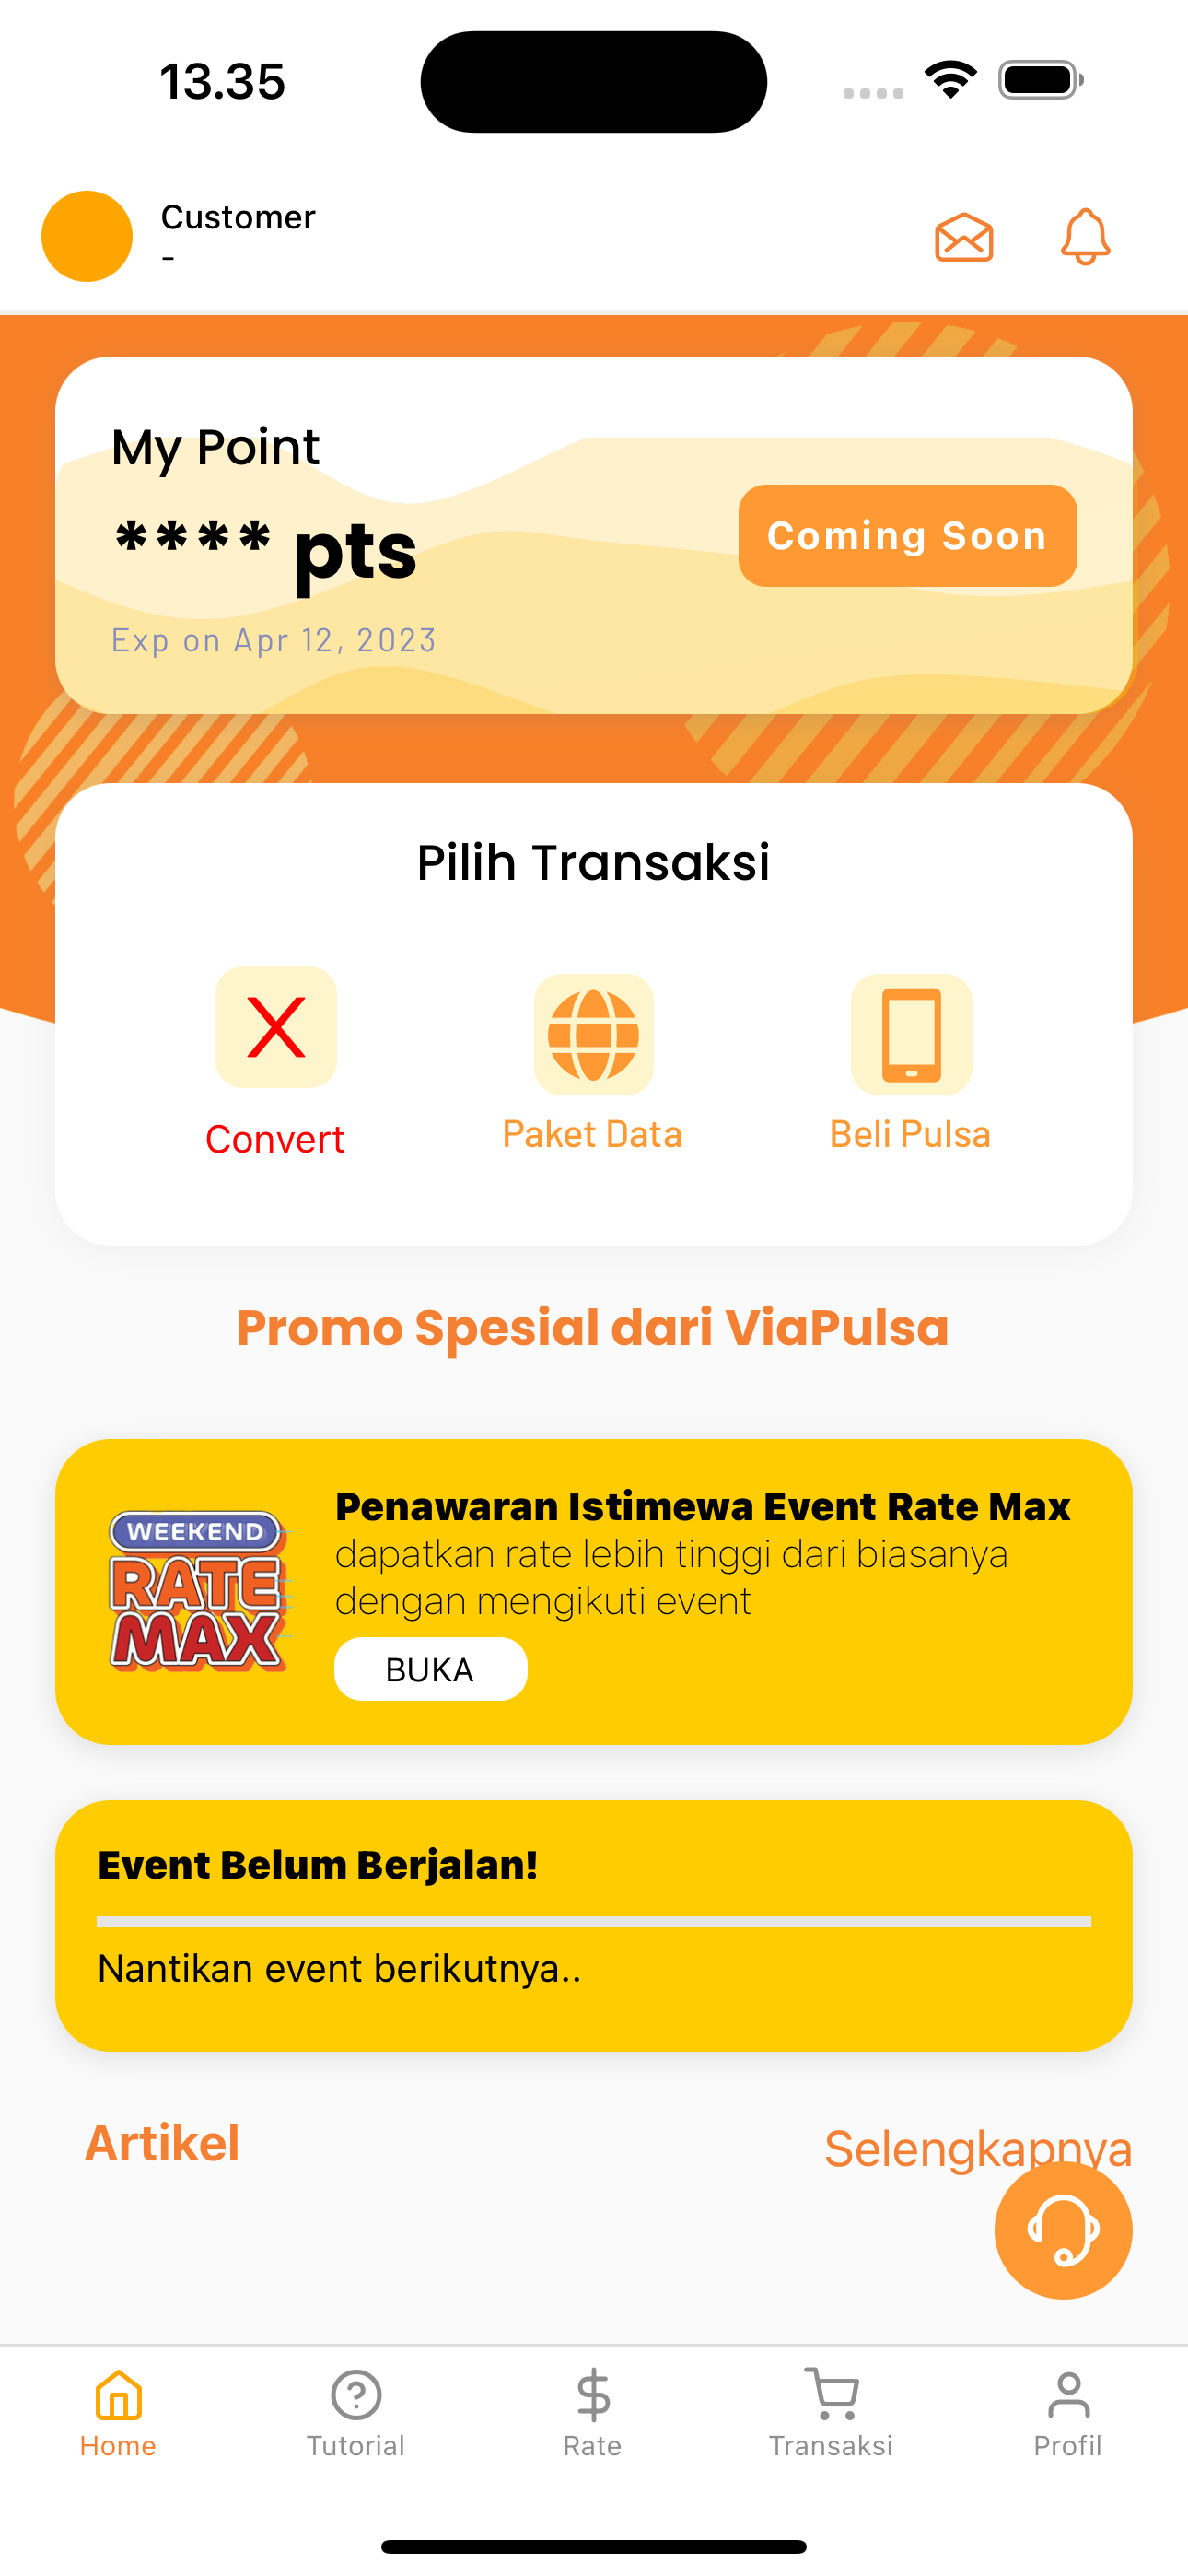 13.35
Customer
-
My Point
**** pts
Coming Soon
Exp on Apr 12, 2023
Pilih Transaksi
Convert
Paket Data
Beli Pulsa
Promo Spesial dari ViaPulsa
WEEKEND
RATE
MAX
Penawaran Istimewa Event Rate Max
dapatkan rate lebih tinggi dari biasanya
dengan mengikuti event
BUKA
Event Belum Berjalan!
Nantikan event berikutnya..
Artikel
Selengkapnya
Home
Tutorial
Rate
Transaksi
Profil